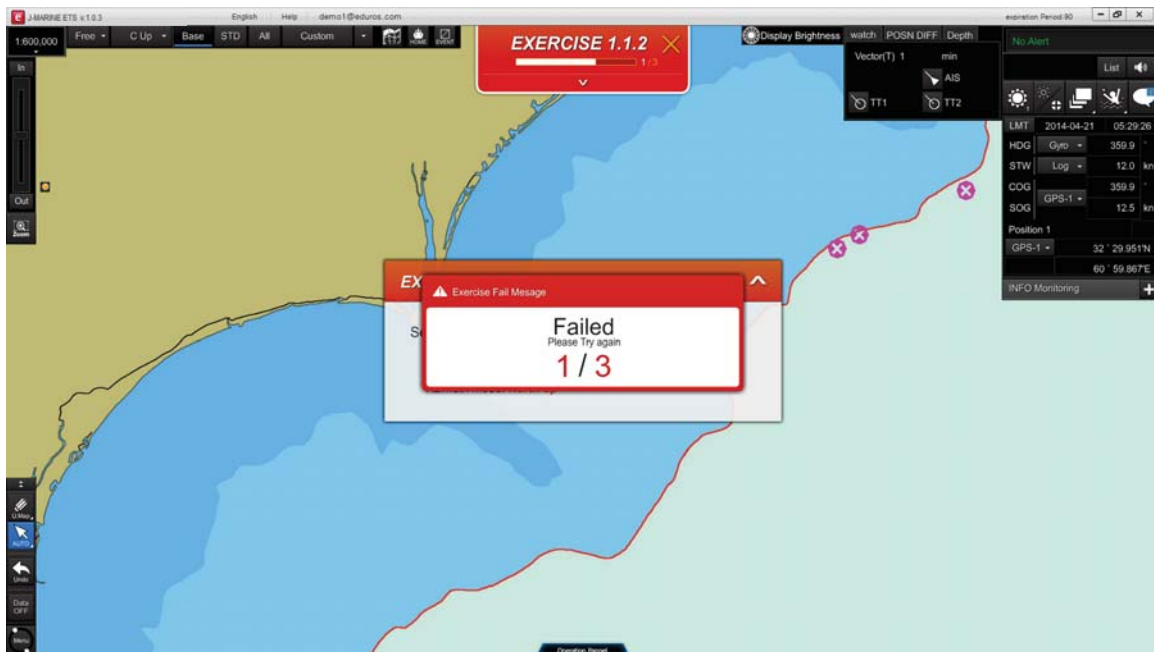 J-MARINE ETS v.1.0.3 English Help demo1@eduros.com expiration Period:90
1:600,000 Free C Up Base STD All Custom HOME EVENT
EXERCISE 1.1.2
1 / 3
Display Brightness watch POSN DIFF Depth
Vector(T) 1 min
AIS
TT1 TT2
No Alert
List
LMT 2014-04-21 05:29:26
HDG Gyro 359.9 °
STW Log 12.0 kn
COG 359.9 °
GPS-1
SOG 12.5 kn
Position 1
GPS-1 32 ° 29.951'N
60 ° 59.867'E
INFO Monitoring
In
Out
Zoom
EX
Exercise Fail Mesage
Failed
Please Try again
1 / 3
U.Map
AUTO
Undo
Data
OFF
Menu
Operation Pannel